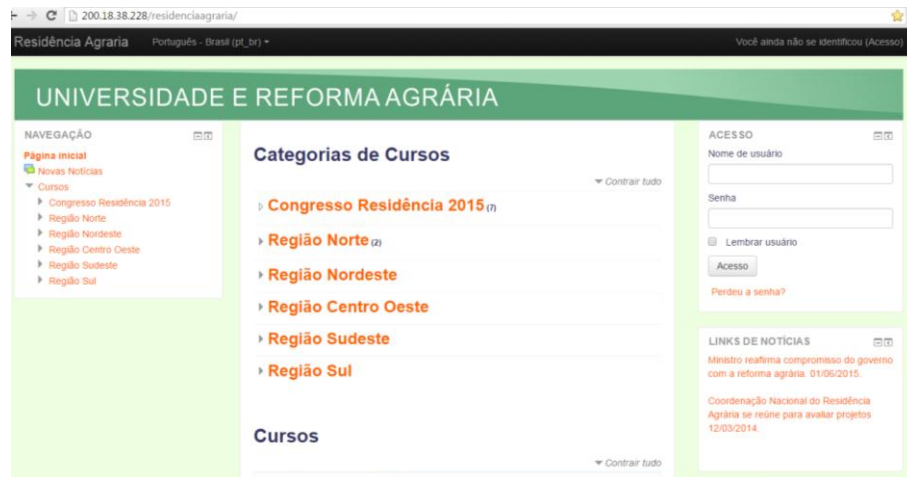 200.18.38.228/residenciaagraria/
Residência Agraria Português - Brasil (pt_br) Você ainda não se identificou (Acesso)
UNIVERSIDADE E REFORMA AGRÁRIA
NAVEGAÇÃO
Página inicial
Novas Notícias
Cursos
Congresso Residência 2015
Região Norte
Região Nordeste
Região Centro Oeste
Região Sudeste
Região Sul
Categorias de Cursos
Contrair tudo
Congresso Residência 2015 (7)
Região Norte (2)
Região Nordeste
Região Centro Oeste
Região Sudeste
Região Sul
Cursos
Contrair tudo
ACESSO
Nome de usuário
Senha
Lembrar usuário
Acesso
Perdeu a senha?
LINKS DE NOTÍCIAS
Ministro reafirma compromisso do governo
com a reforma agrária. 01/06/2015.
Coordenação Nacional do Residência
Agrária se reúne para avaliar projetos
12/03/2014.